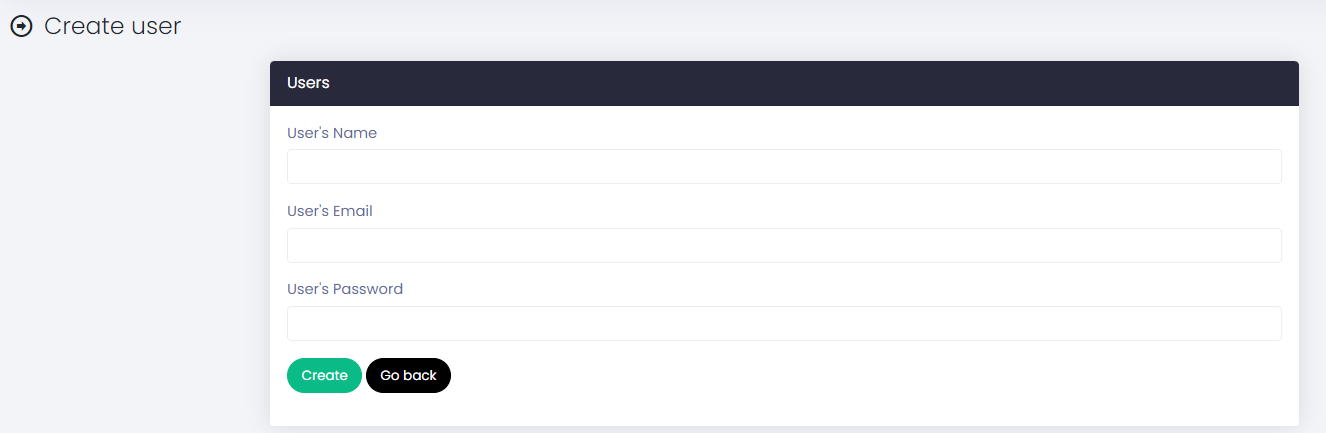 Create user
Users
User's Name
User's Email
User's Password
Create Go back